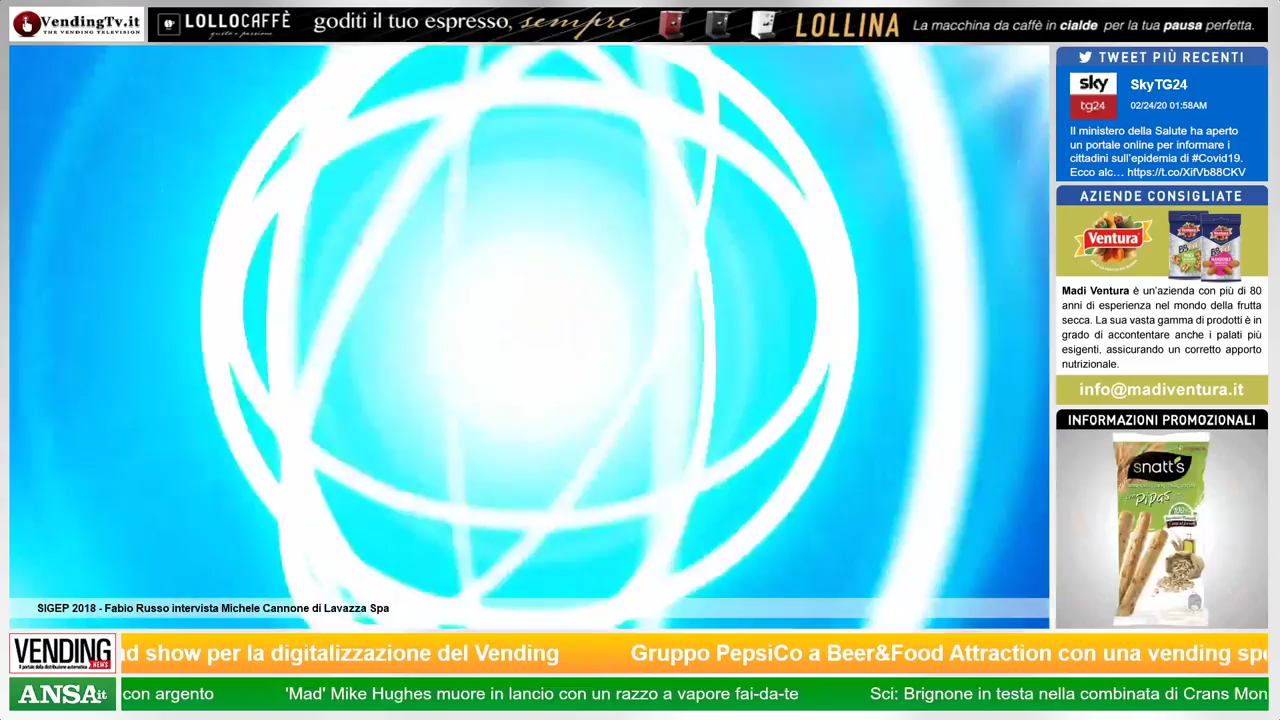 VendingTv.it
THE VENDING TELEVISION
LOLLOCAFFÈ
gusto e passione
goditi il tuo espresso, sempre
LOLLINA
La macchina da caffè in cialde per la tua pausa perfetta.
TWEET PIÙ RECENTI
sky
tg24
SkyTG24
02/24/20 01:58AM
Il ministero della Salute ha aperto
un portale online per informare i
cittadini sull'epidemia di #Covid19.
Ecco alc… https://t.co/XifVb88CKV
AZIENDE CONSIGLIATE
Ventura
Madi Ventura è un'azienda con più di 80
anni di esperienza nel mondo della frutta
secca. La sua vasta gamma di prodotti è in
grado di accontentare anche i palati più
esigenti, assicurando un corretto apporto
nutrizionale.
info@madiventura.it
INFORMAZIONI PROMOZIONALI
snatt's
pipas
SIGEP 2018 - Fabio Russo intervista Michele Cannone di Lavazza Spa
VENDING
NEWS
Il portale della distribuzione automatica
d show per la digitalizzazione del Vending
Gruppo PepsiCo a Beer&Food Attraction con una vending spe
ANSA.it
con argento
'Mad' Mike Hughes muore in lancio con un razzo a vapore fai-da-te
Sci: Brignone in testa nella combinata di Crans Mon